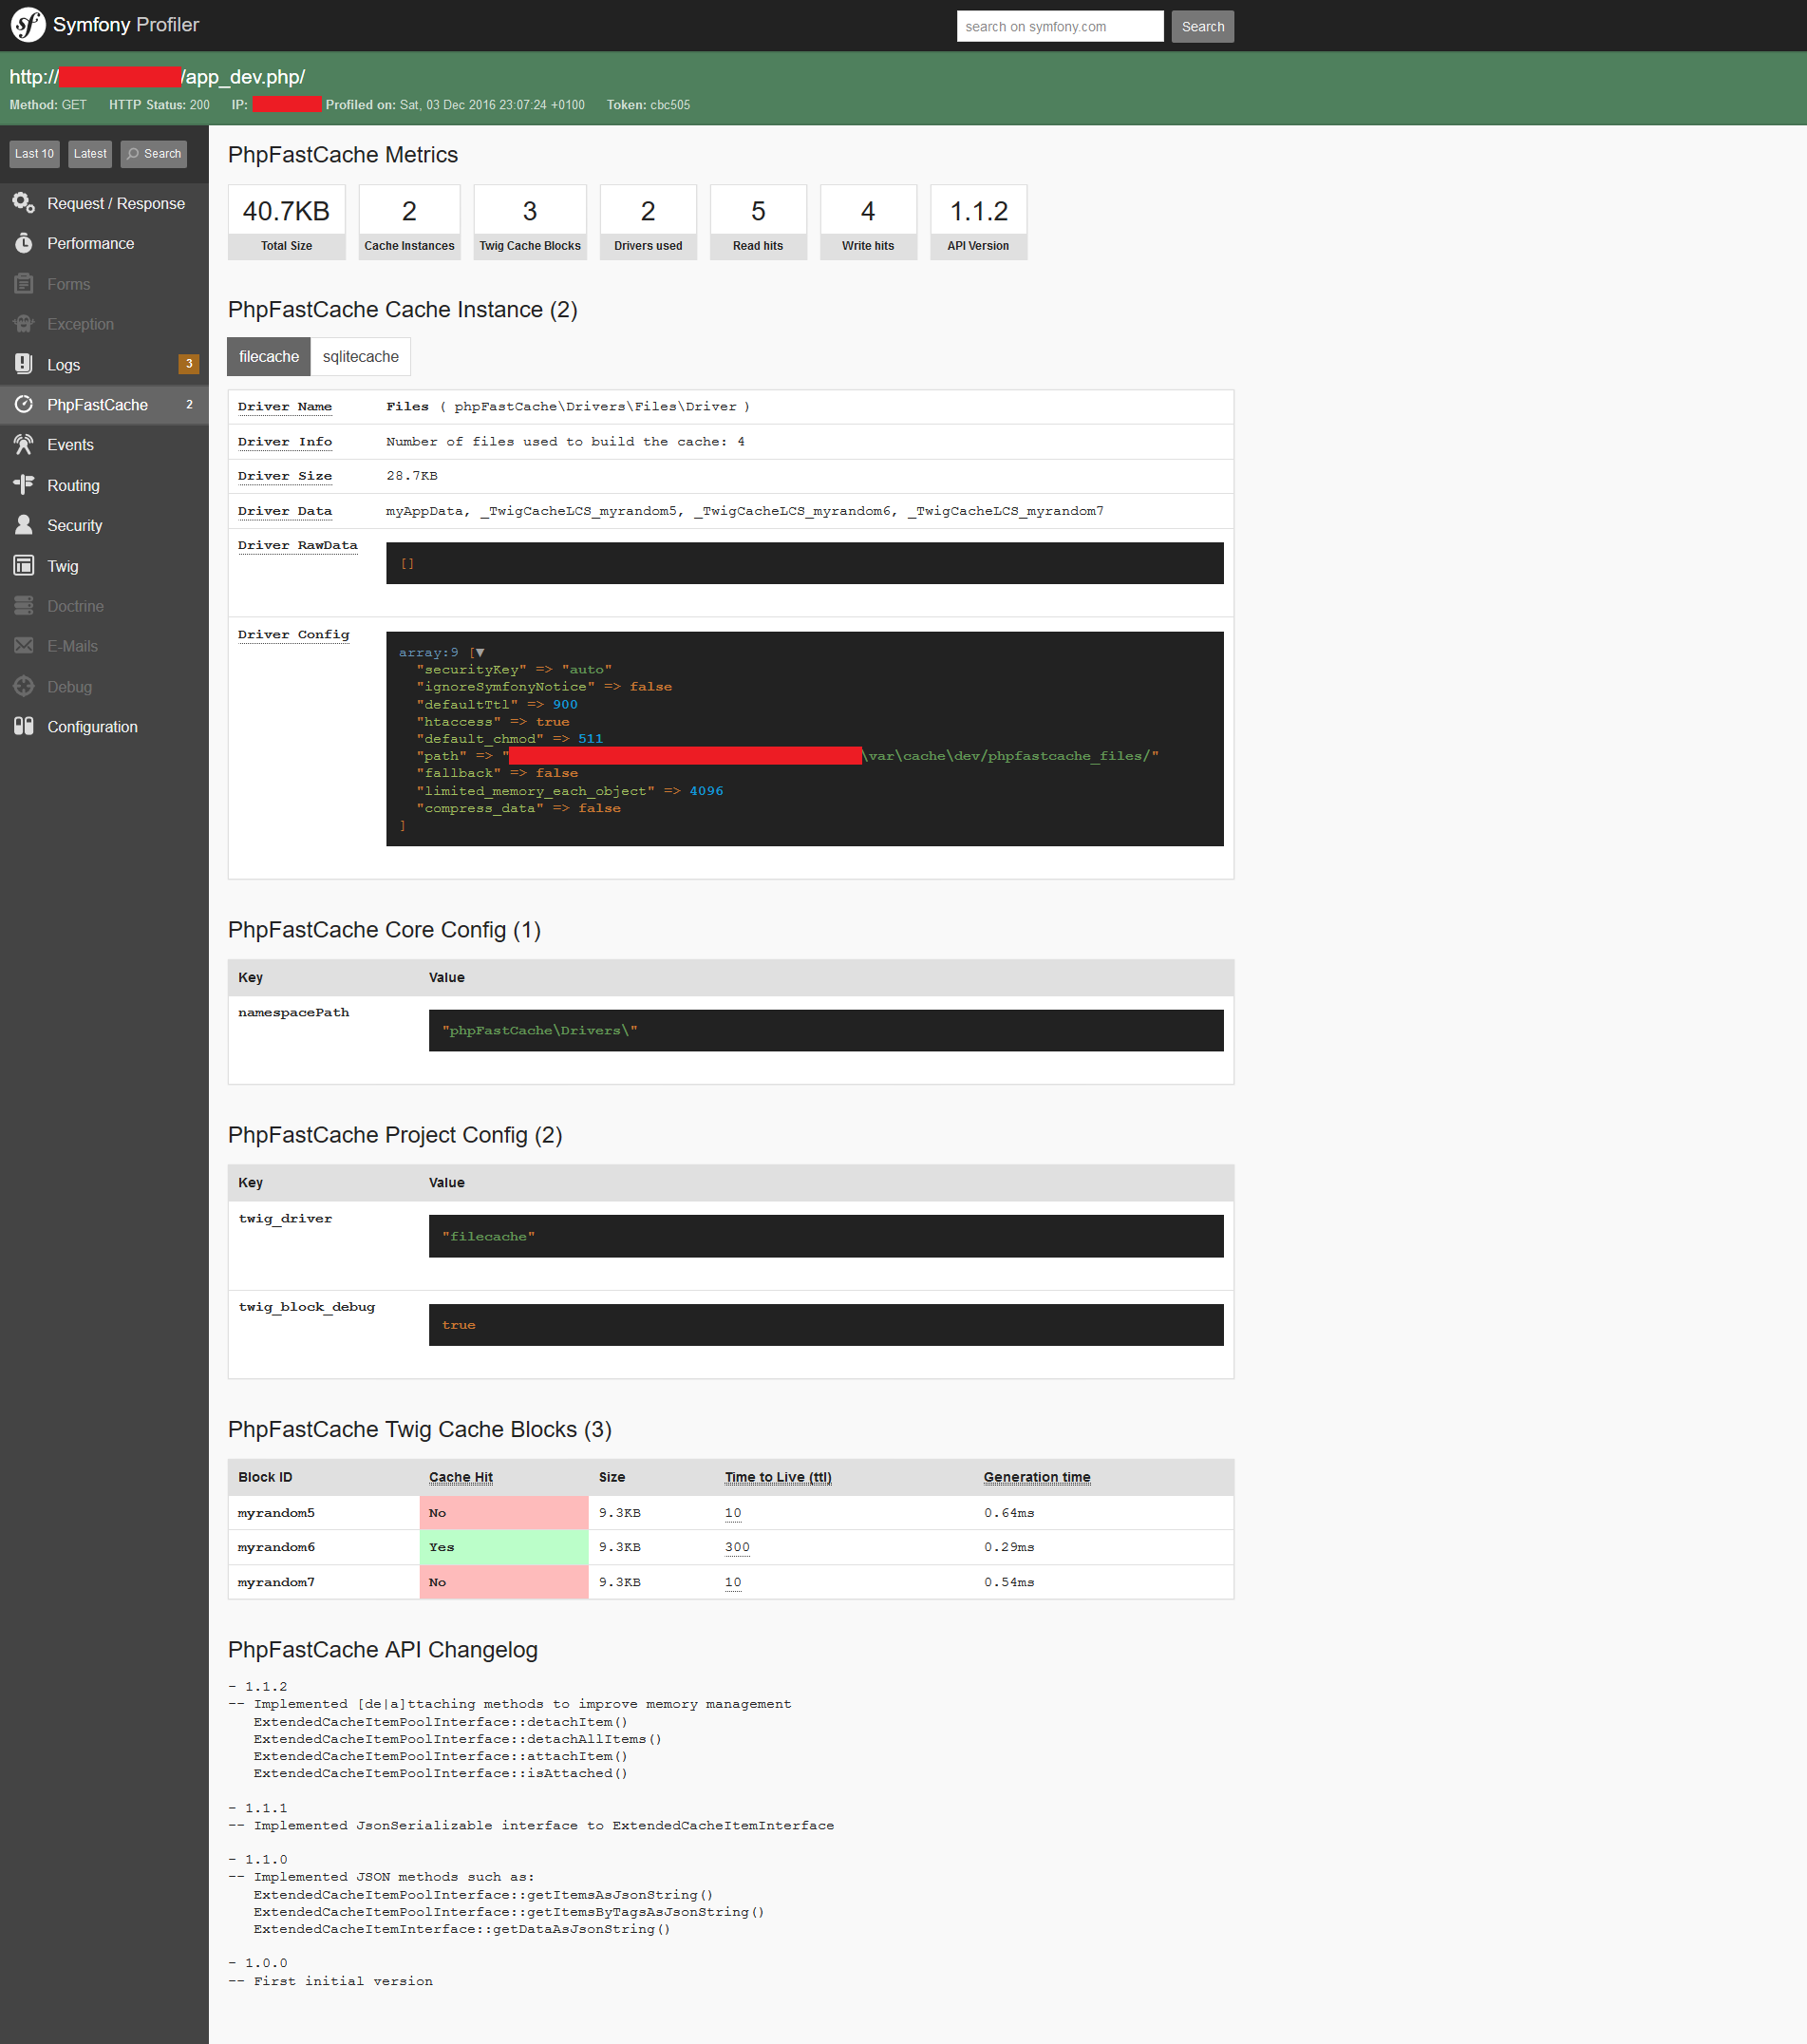 Symfony Profiler
search on symfony.com
Search
http:// /app_dev.php/
Method: GET HTTP Status: 200 IP: Profiled on: Sat, 03 Dec 2016 23:07:24 +0100 Token: cbc505
Last 10
Latest
Search
Request / Response
Performance
Forms
Exception
Logs 3
PhpFastCache 2
Events
Routing
Security
Twig
Doctrine
E-Mails
Debug
Configuration
PhpFastCache Metrics
40.7KB 2 3 2 5 4 1.1.2
Total Size Cache Instances Twig Cache Blocks Drivers used Read hits Write hits API Version
PhpFastCache Cache Instance (2)
filecache sqlitecache
Driver Name Files ( phpFastCache\Drivers\Files\Driver )
Driver Info Number of files used to build the cache: 4
Driver Size 28.7KB
Driver Data myAppData, _TwigCacheLCS_myrandom5, _TwigCacheLCS_myrandom6, _TwigCacheLCS_myrandom7
Driver RawData
[]
Driver Config
array:9 [▼
"securityKey" => "auto"
"ignoreSymfonyNotice" => false
"defaultTtl" => 900
"htaccess" => true
"default_chmod" => 511
"path" => " \var\cache\dev/phpfastcache_files/"
"fallback" => false
"limited_memory_each_object" => 4096
"compress_data" => false
]
PhpFastCache Core Config (1)
Key Value
namespacePath
"phpFastCache\Drivers\"
PhpFastCache Project Config (2)
Key Value
twig_driver
"filecache"
twig_block_debug
true
PhpFastCache Twig Cache Blocks (3)
Block ID Cache Hit Size Time to Live (ttl) Generation time
myrandom5 No 9.3KB 10 0.64ms
myrandom6 Yes 9.3KB 300 0.29ms
myrandom7 No 9.3KB 10 0.54ms
PhpFastCache API Changelog
- 1.1.2
-- Implemented [de|a]ttaching methods to improve memory management
ExtendedCacheItemPoolInterface::detachItem()
ExtendedCacheItemPoolInterface::detachAllItems()
ExtendedCacheItemPoolInterface::attachItem()
ExtendedCacheItemPoolInterface::isAttached()
- 1.1.1
-- Implemented JsonSerializable interface to ExtendedCacheItemInterface
- 1.1.0
-- Implemented JSON methods such as:
ExtendedCacheItemPoolInterface::getItemsAsJsonString()
ExtendedCacheItemPoolInterface::getItemsByTagsAsJsonString()
ExtendedCacheItemInterface::getDataAsJsonString()
- 1.0.0
-- First initial version